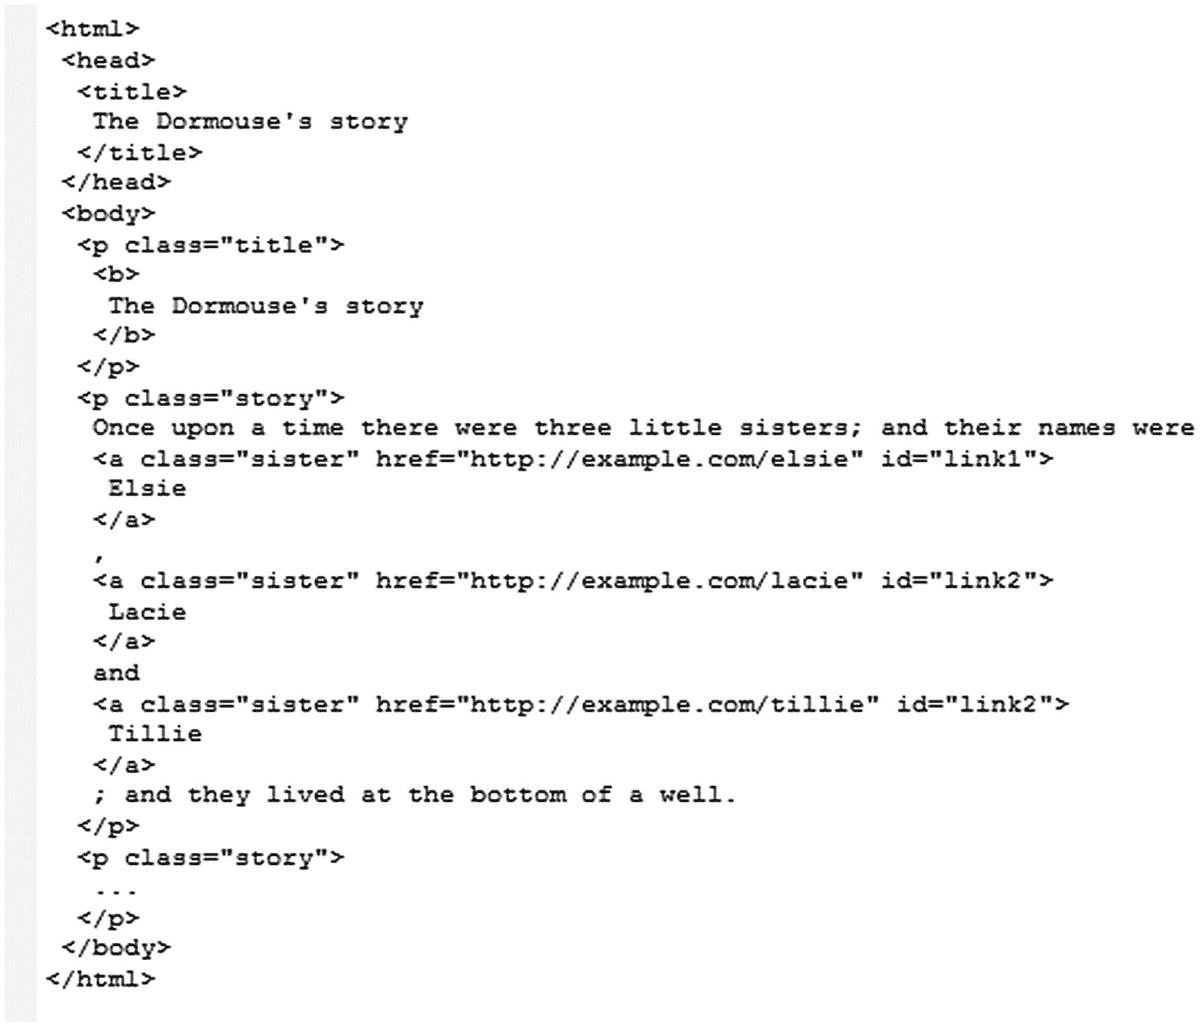 <html>
<head>
<title>
The Dormouse's story
</title>
</head>
<body>
<p class="title">
<b>
The Dormouse's story
</b>
</p>
<p class="story">
Once upon a time there were three little sisters; and their names were
<a class="sister" href="http://example.com/elsie" id="link1">
Elsie
</a>
,
<a class="sister" href="http://example.com/lacie" id="link2">
Lacie
</a>
and
<a class="sister" href="http://example.com/tillie" id="link2">
Tillie
</a>
; and they lived at the bottom of a well.
</p>
<p class="story">
...
</p>
</body>
</html>